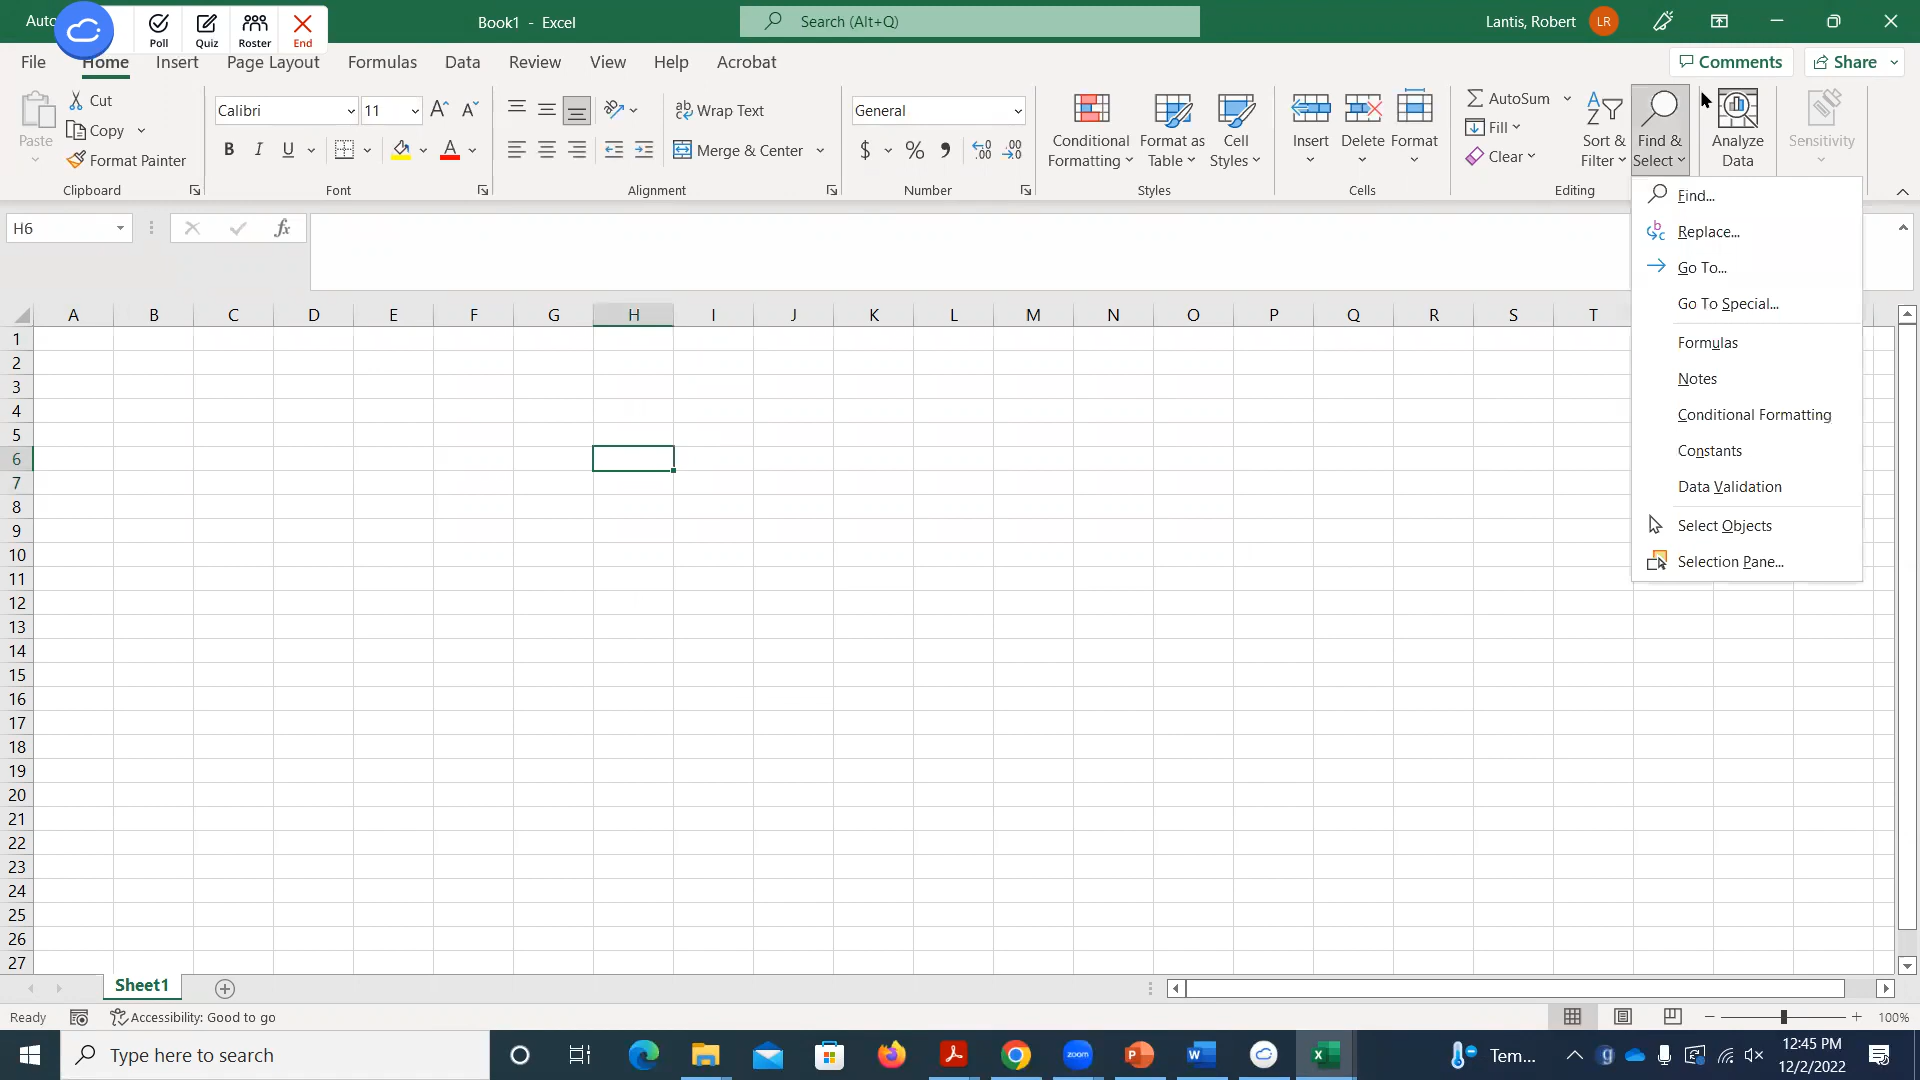 Auto
Poll
Quiz
Roster
End
Book1 - Excel
Search (Alt+Q)
Lantis, Robert
LR
File
Home
Insert
Page Layout
Formulas
Data
Review
View
Help
Acrobat
Comments
Share
Paste
Cut
Copy
Format Painter
Clipboard
Calibri
11
B I U
Font
Wrap Text
Merge & Center
Alignment
General
$ % 9
Number
Conditional Formatting
Format as Table
Cell Styles
Styles
Insert
Delete
Format
Cells
AutoSum
Fill
Clear
Sort & Filter
Find & Select
Editing
Analyze Data
Sensitivity
H6
fx
Find...
Replace...
Go To...
Go To Special...
Formulas
Notes
Conditional Formatting
Constants
Data Validation
Select Objects
Selection Pane...
A B C D E F G H I J K L M N O P Q R S T
1
2
3
4
5
6
7
8
9
10
11
12
13
14
15
16
17
18
19
20
21
22
23
24
25
26
27
Sheet1
Ready
Accessibility: Good to go
100%
Type here to search
zoom
Tem...
12:45 PM
12/2/2022